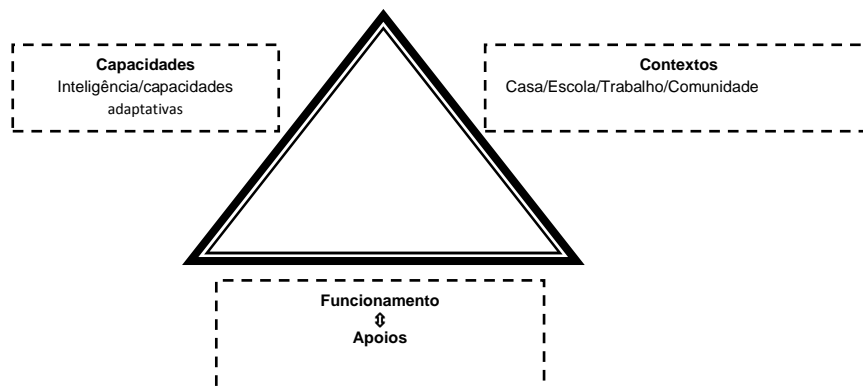 Capacidades
Inteligência/capacidades
adaptativas
Contextos
Casa/Escola/Trabalho/Comunidade
Funcionamento
⇕
Apoios